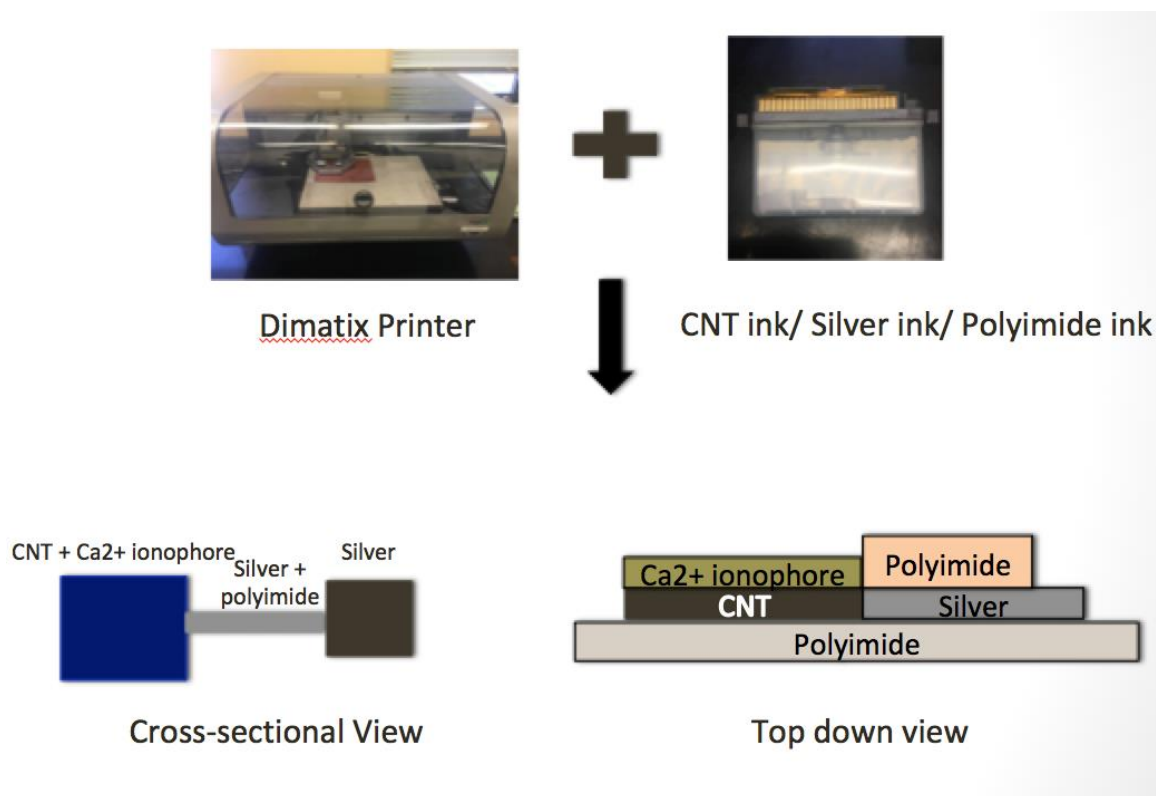 Dimatix Printer
CNT ink/ Silver ink/ Polyimide ink
CNT + Ca2+ ionophore
Silver +
polyimide
Silver
Ca2+ ionophore
Polyimide
CNT
Silver
Polyimide
Cross-sectional View
Top down view